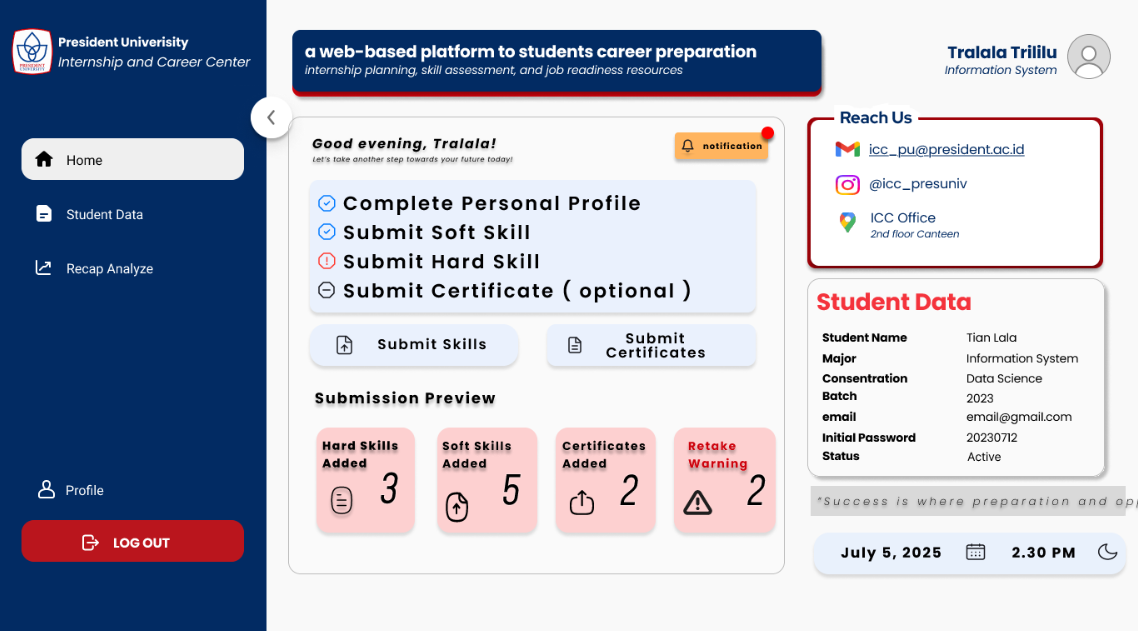 President Univerisity
Internship and Career Center
Home
Student Data
Recap Analyze
Profile
LOG OUT
a web-based platform to students career preparation
internship planning, skill assessment, and job readiness resources
Tralala Trililu
Information System
Good evening, Tralala!
Let's take another step towards your future today!
notification
Complete Personal Profile
Submit Soft Skill
Submit Hard Skill
Submit Certificate ( optional )
Submit Skills
Submit
Certificates
Submission Preview
Hard Skills
Added
3
Soft Skills
Added
5
Certificates
Added
2
Retake
Warning
2
Reach Us
icc_pu@president.ac.id
@icc_presuniv
ICC Office
2nd floor Canteen
Student Data
Student Name Tian Lala
Major Information System
Consentration Data Science
Batch 2023
email email@gmail.com
Initial Password 20230712
Status Active
"Success is where preparation and opp
July 5, 2025 2.30 PM